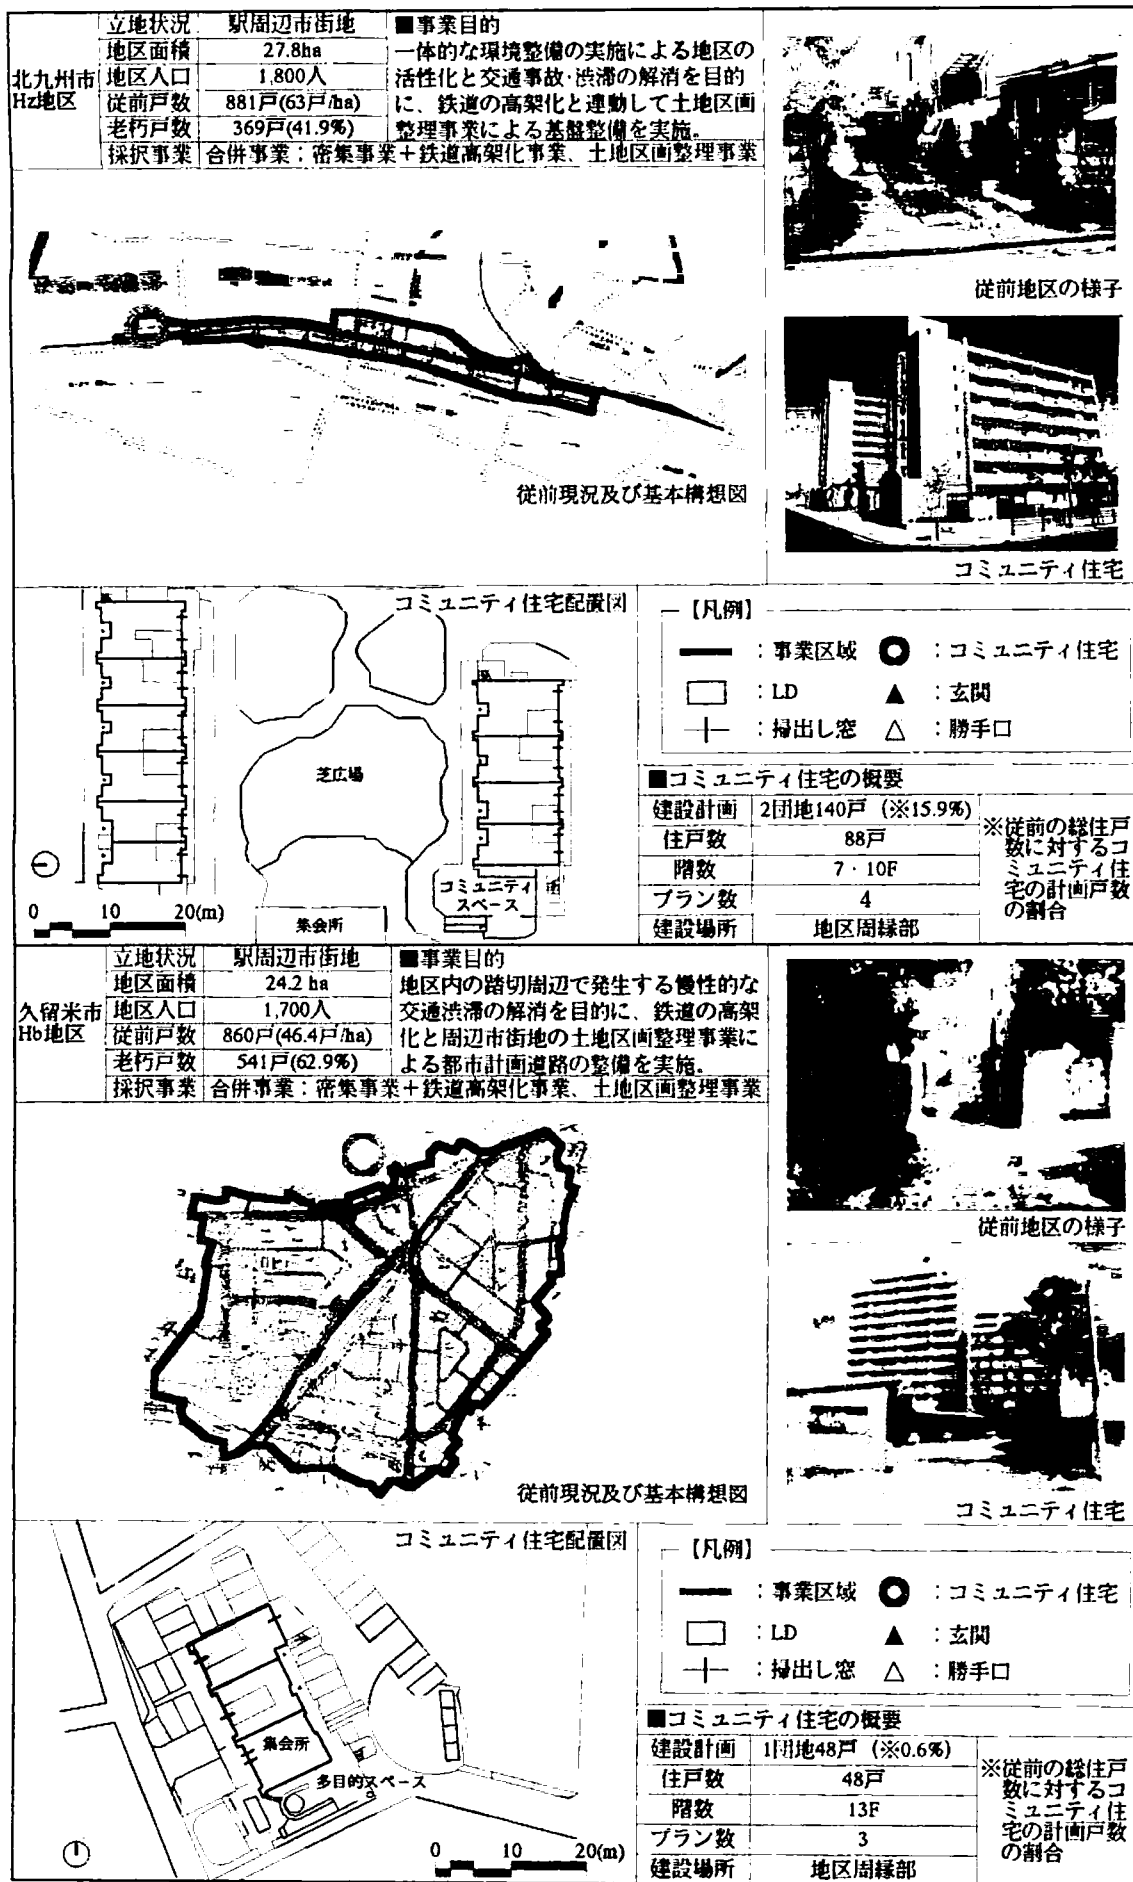 北九州市
Hz地区
立地状況 駅周辺市街地
地区面積 27.8ha
地区人口 1,800人
従前戸数 881戸(63戸/ha)
老朽戸数 369戸(41.9%)
採択事業 合併事業：密集事業＋鉄道高架化事業、土地区画整理事業
■事業目的
一体的な環境整備の実施による地区の
活性化と交通事故・渋滞の解消を目的
に、鉄道の高架化と連動して土地区画
整理事業による基盤整備を実施。
従前地区の様子
従前現況及び基本構想図
コミュニティ住宅
コミュニティ住宅配置図
芝広場
コミュニティ
スペース
集会所
0 10 20(m)
【凡例】
：事業区域 ：コミュニティ住宅
：LD ：玄関
：掃出し窓 ：勝手口
■コミュニティ住宅の概要
建設計画 2団地140戸（※15.9%）
住戸数 88戸
階数 7・10F
プラン数 4
建設場所 地区周縁部
※従前の総住戸
数に対するコ
ミュニティ住
宅の計画戸数
の割合
久留米市
Hb地区
立地状況 駅周辺市街地
地区面積 24.2 ha
地区人口 1,700人
従前戸数 860戸(46.4戸/ha)
老朽戸数 541戸(62.9%)
採択事業 合併事業：密集事業＋鉄道高架化事業、土地区画整理事業
■事業目的
地区内の踏切周辺で発生する慢性的な
交通渋滞の解消を目的に、鉄道の高架
化と周辺市街地の土地区画整理事業に
よる都市計画道路の整備を実施。
従前地区の様子
従前現況及び基本構想図
コミュニティ住宅
コミュニティ住宅配置図
集会所
多目的スペース
0 10 20(m)
【凡例】
：事業区域 ：コミュニティ住宅
：LD ：玄関
：掃出し窓 ：勝手口
■コミュニティ住宅の概要
建設計画 1団地48戸（※0.6%）
住戸数 48戸
階数 13F
プラン数 3
建設場所 地区周縁部
※従前の総住戸
数に対するコ
ミュニティ住
宅の計画戸数
の割合